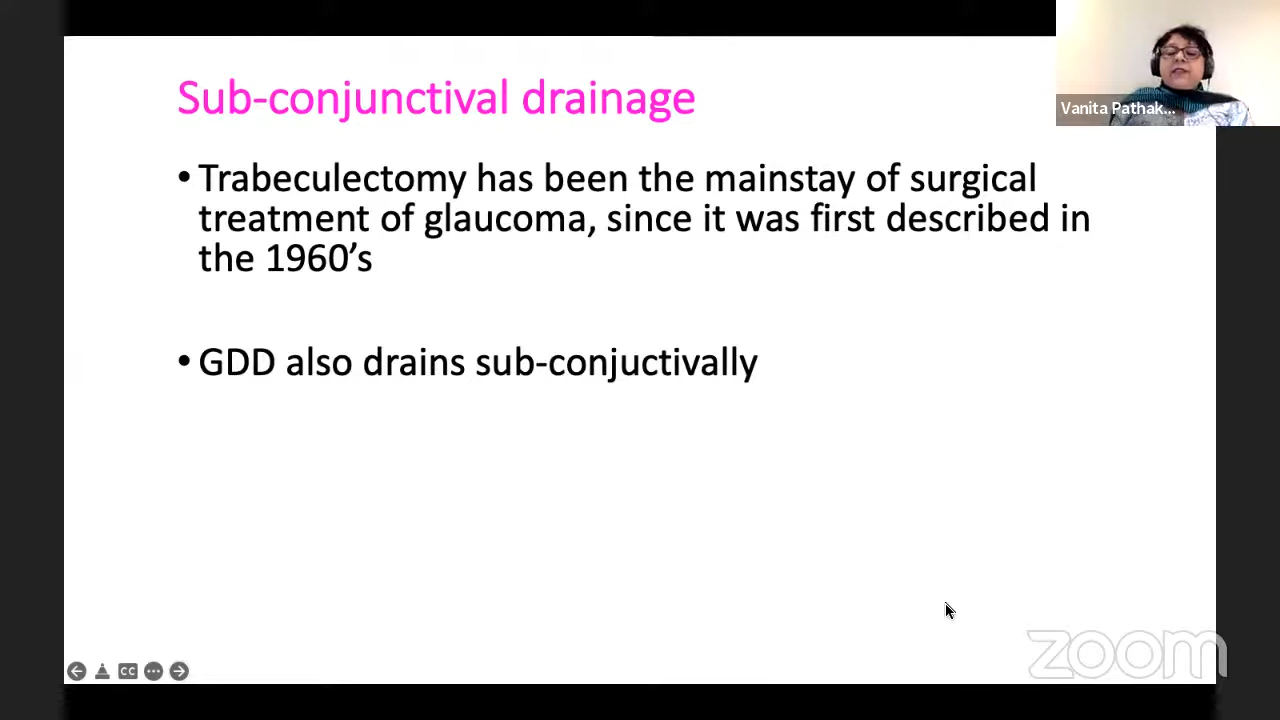 Sub-conjunctival drainage
Vanita Pathak...
• Trabeculectomy has been the mainstay of surgical
treatment of glaucoma, since it was first described in
the 1960’s
• GDD also drains sub-conjuctivally
CC
zoom